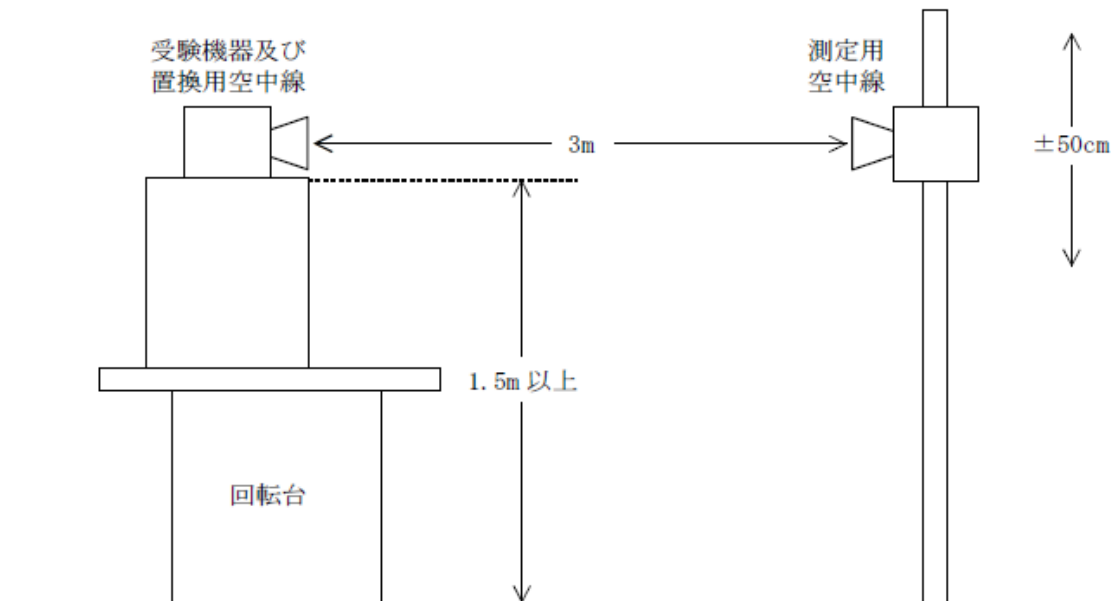 受験機器及び
置換用空中線
測定用
空中線
3m
±50cm
1.5m 以上
回転台